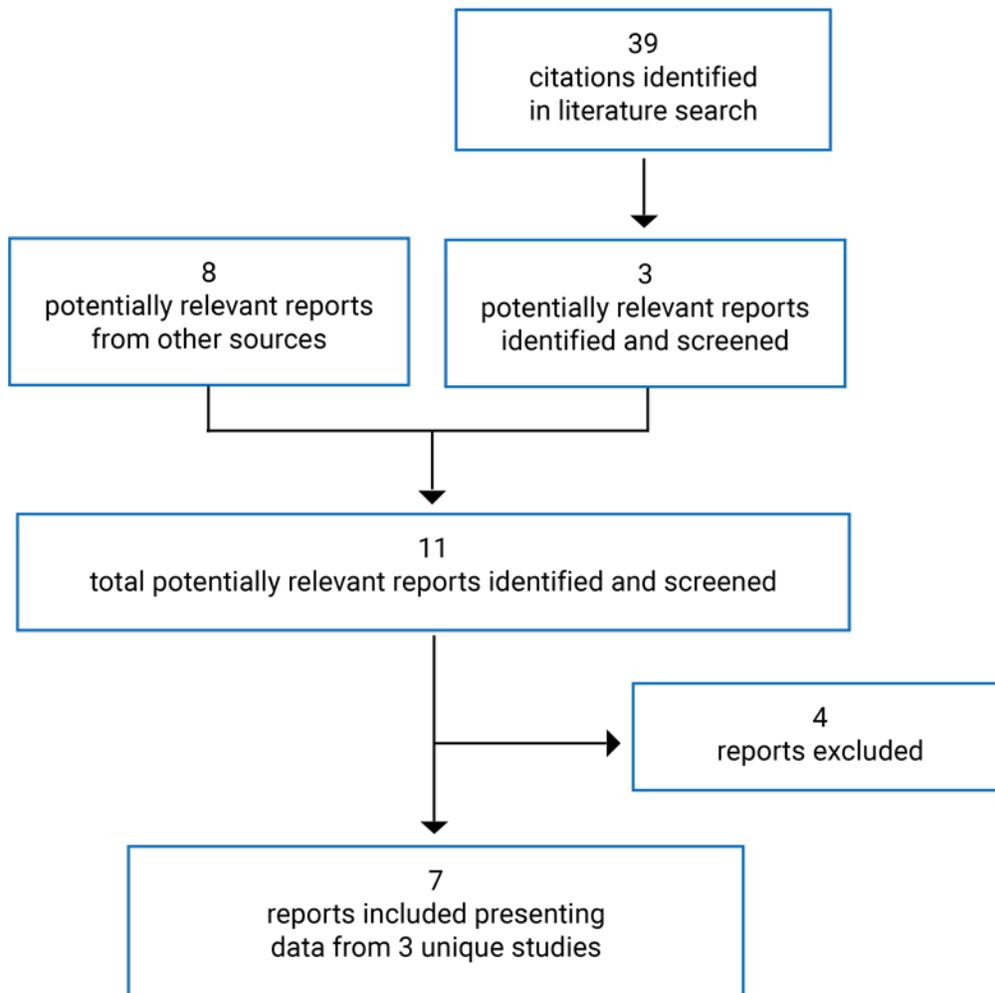 39
citations identified
in literature search
8
potentially relevant reports
from other sources
3
potentially relevant reports
identified and screened
11
total potentially relevant reports identified and screened
4
reports excluded
7
reports included presenting
data from 3 unique studies